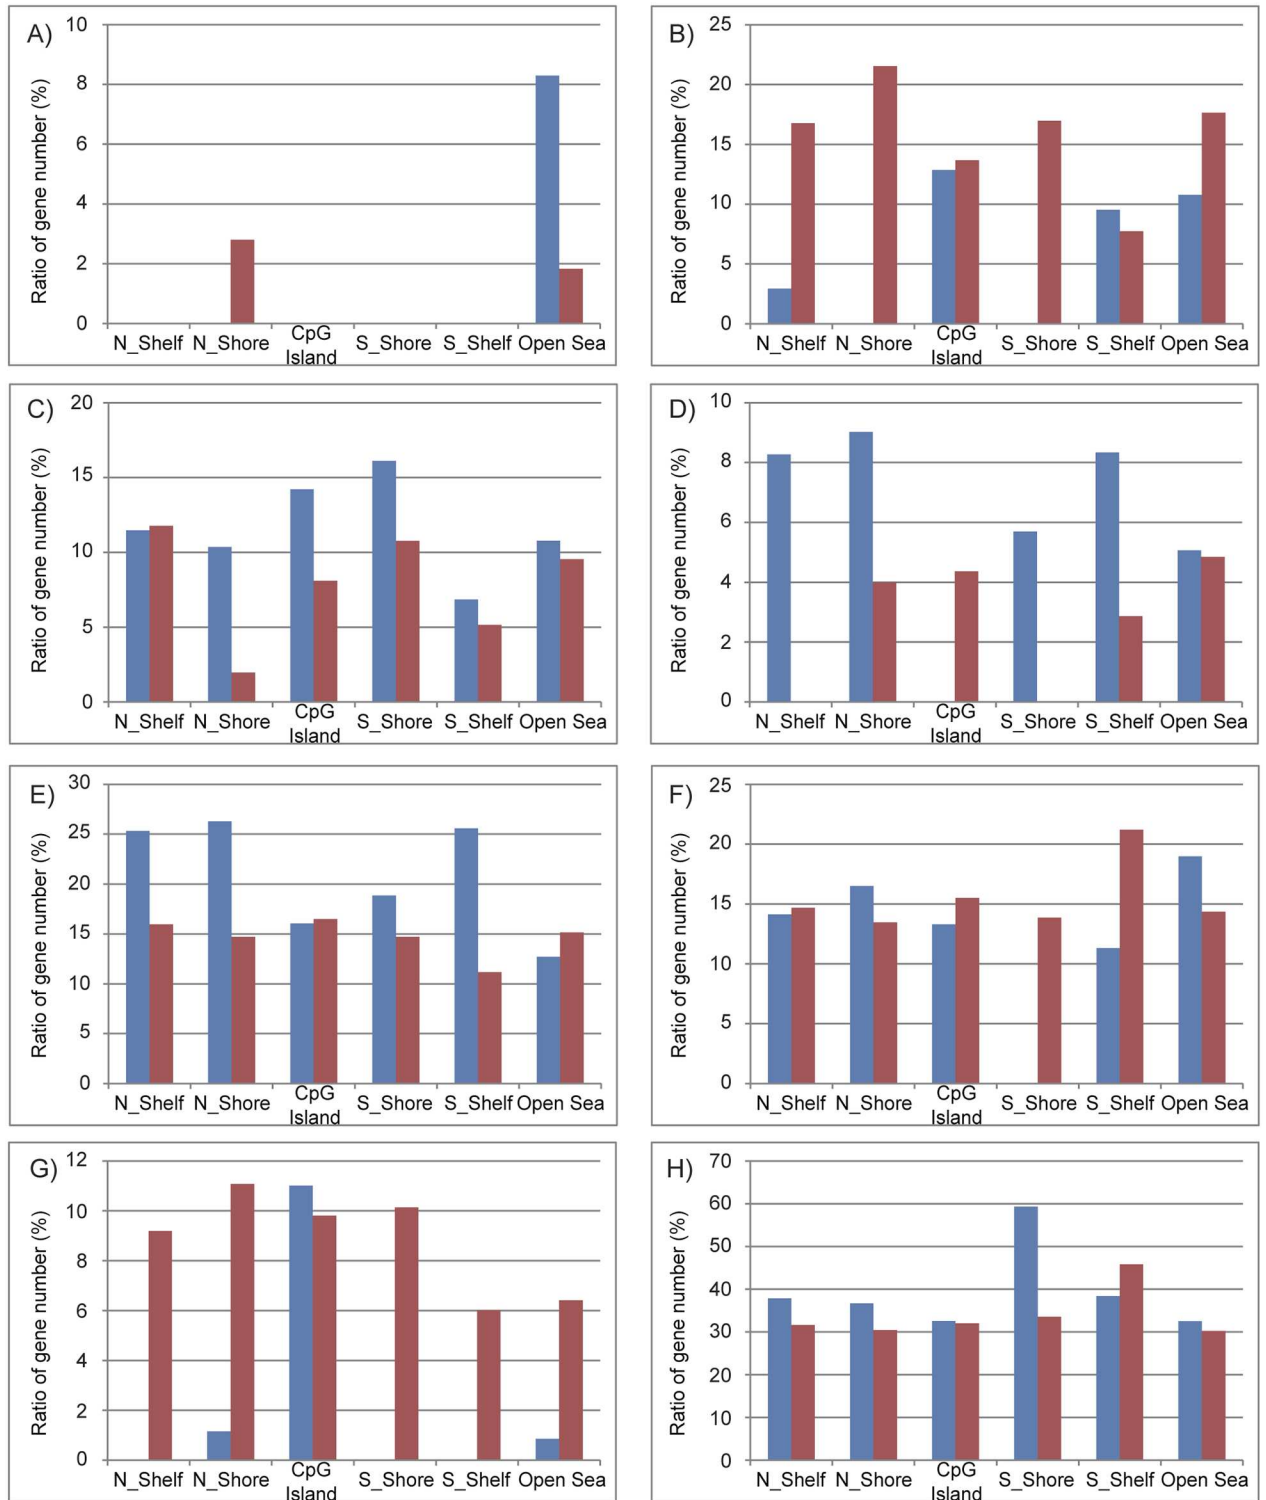 A)
Ratio of gene number (%)
10
8
6
4
2
0
N_Shelf N_Shore CpG Island S_Shore S_Shelf Open Sea
B)
Ratio of gene number (%)
25
20
15
10
5
0
N_Shelf N_Shore CpG Island S_Shore S_Shelf Open Sea
C)
Ratio of gene number (%)
20
15
10
5
0
N_Shelf N_Shore CpG Island S_Shore S_Shelf Open Sea
D)
Ratio of gene number (%)
10
8
6
4
2
0
N_Shelf N_Shore CpG Island S_Shore S_Shelf Open Sea
E)
Ratio of gene number (%)
30
25
20
15
10
5
0
N_Shelf N_Shore CpG Island S_Shore S_Shelf Open Sea
F)
Ratio of gene number (%)
25
20
15
10
5
0
N_Shelf N_Shore CpG Island S_Shore S_Shelf Open Sea
G)
Ratio of gene number (%)
12
10
8
6
4
2
0
N_Shelf N_Shore CpG Island S_Shore S_Shelf Open Sea
H)
Ratio of gene number (%)
70
60
50
40
30
20
10
0
N_Shelf N_Shore CpG Island S_Shore S_Shelf Open Sea